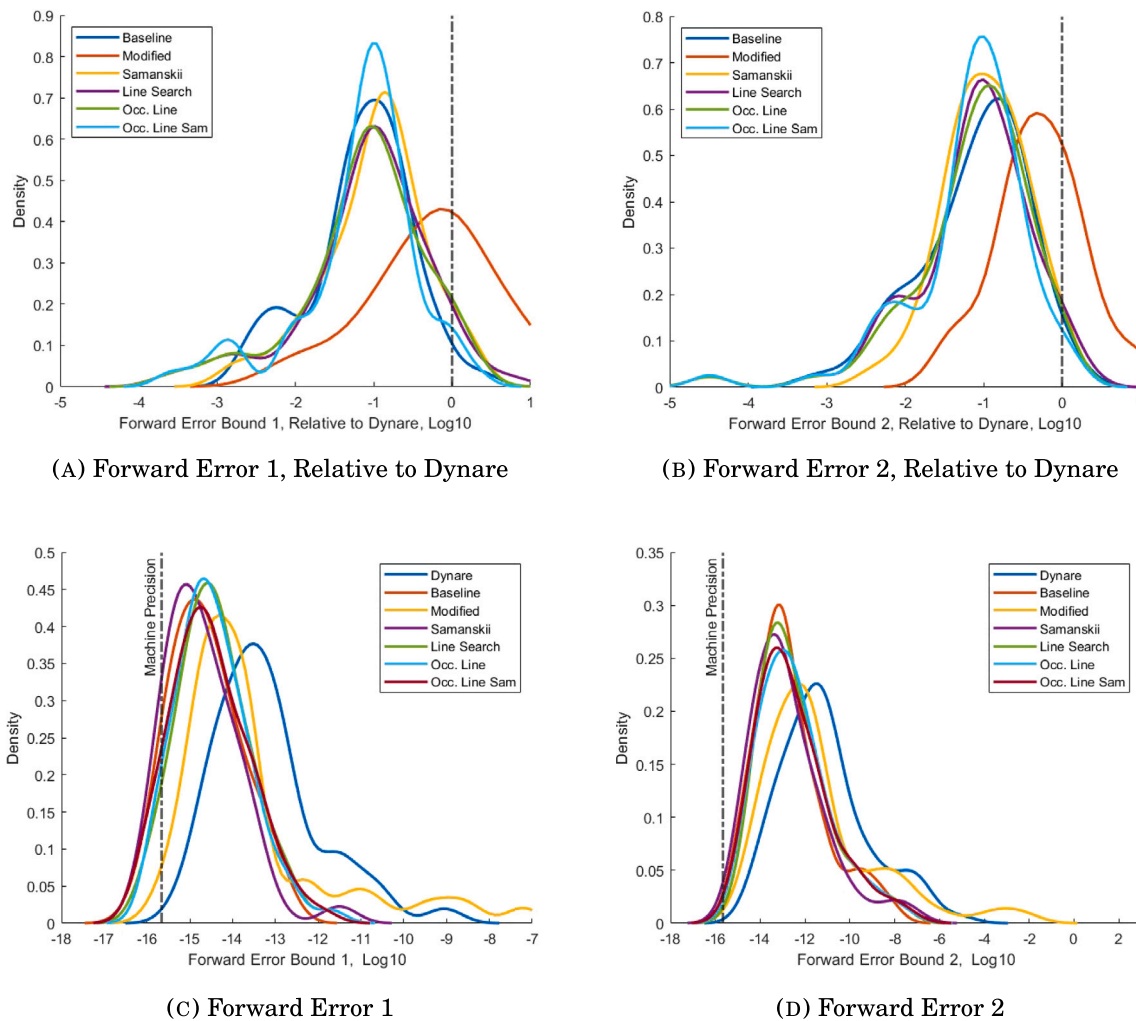 0.9
0.8
0.7
0.6
0.5
0.4
0.3
0.2
0.1
0
Density
Baseline
Modified
Samanskii
Line Search
Occ. Line
Occ. Line Sam
-5 -4 -3 -2 -1 0 1
Forward Error Bound 1, Relative to Dynare, Log10
(A) Forward Error 1, Relative to Dynare
0.8
0.7
0.6
0.5
0.4
0.3
0.2
0.1
0
Density
Baseline
Modified
Samanskii
Line Search
Occ. Line
Occ. Line Sam
-5 -4 -3 -2 -1 0
Forward Error Bound 2, Relative to Dynare, Log10
(B) Forward Error 2, Relative to Dynare
0.5
0.45
0.4
0.35
0.3
0.25
0.2
0.15
0.1
0.05
0
Density
Machine Precision
Dynare
Baseline
Modified
Samanskii
Line Search
Occ. Line
Occ. Line Sam
-18 -17 -16 -15 -14 -13 -12 -11 -10 -9 -8 -7
Forward Error Bound 1, Log10
(C) Forward Error 1
0.35
0.3
0.25
0.2
0.15
0.1
0.05
0
Density
Machine Precision
Dynare
Baseline
Modified
Samanskii
Line Search
Occ. Line
Occ. Line Sam
-18 -16 -14 -12 -10 -8 -6 -4 -2 0 2
Forward Error Bound 2, Log10
(D) Forward Error 2